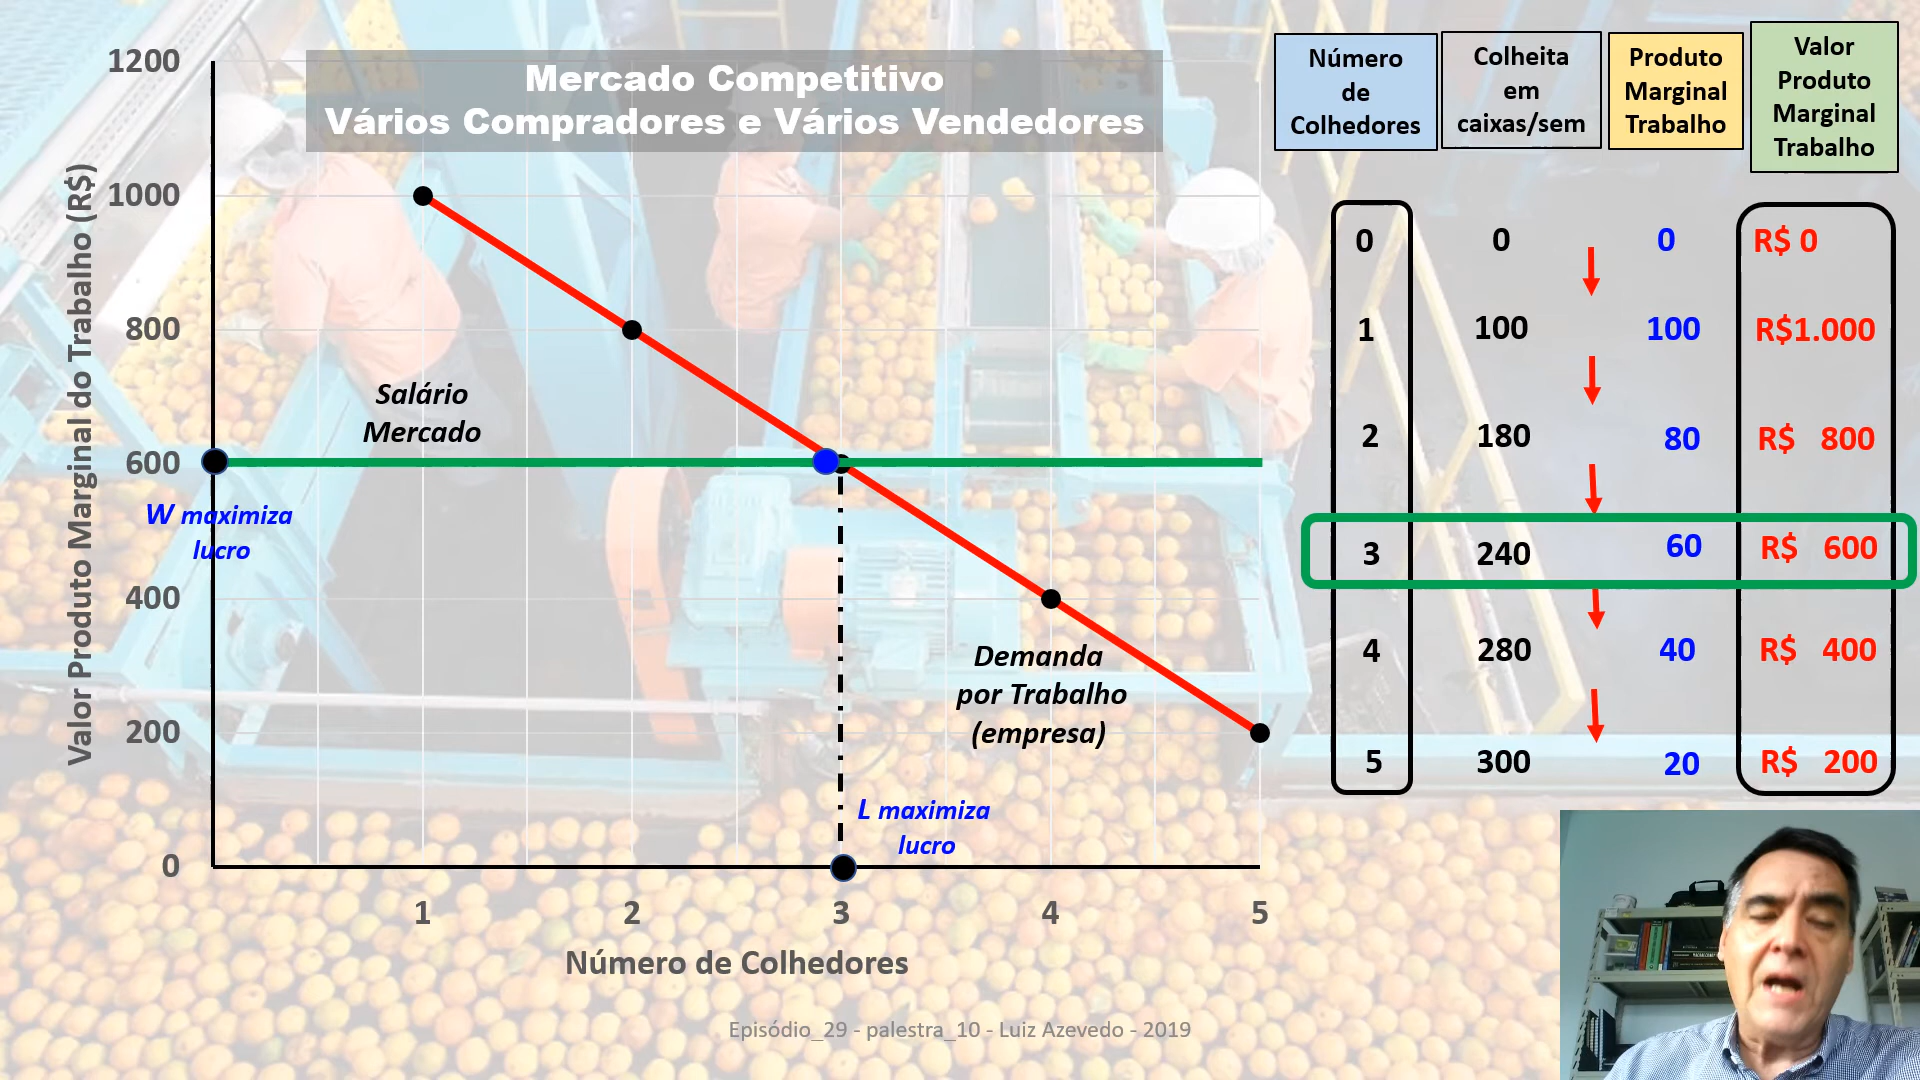 Mercado Competitivo
Vários Compradores e Vários Vendedores
Valor Produto Marginal do Trabalho (R$)
1200
1000
800
600
400
200
0
Salário
Mercado
W maximiza
lucro
Demanda
por Trabalho
(empresa)
L maximiza
lucro
1 2 3 4 5
Número de Colhedores
Episódio_29 - palestra_10 - Luiz Azevedo - 2019
Número
de
Colhedores
Colheita
em
caixas/sem
Produto
Marginal
Trabalho
Valor
Produto
Marginal
Trabalho
0 0 0 R$ 0
1 100 100 R$1.000
2 180 80 R$ 800
3 240 60 R$ 600
4 280 40 R$ 400
5 300 20 R$ 200